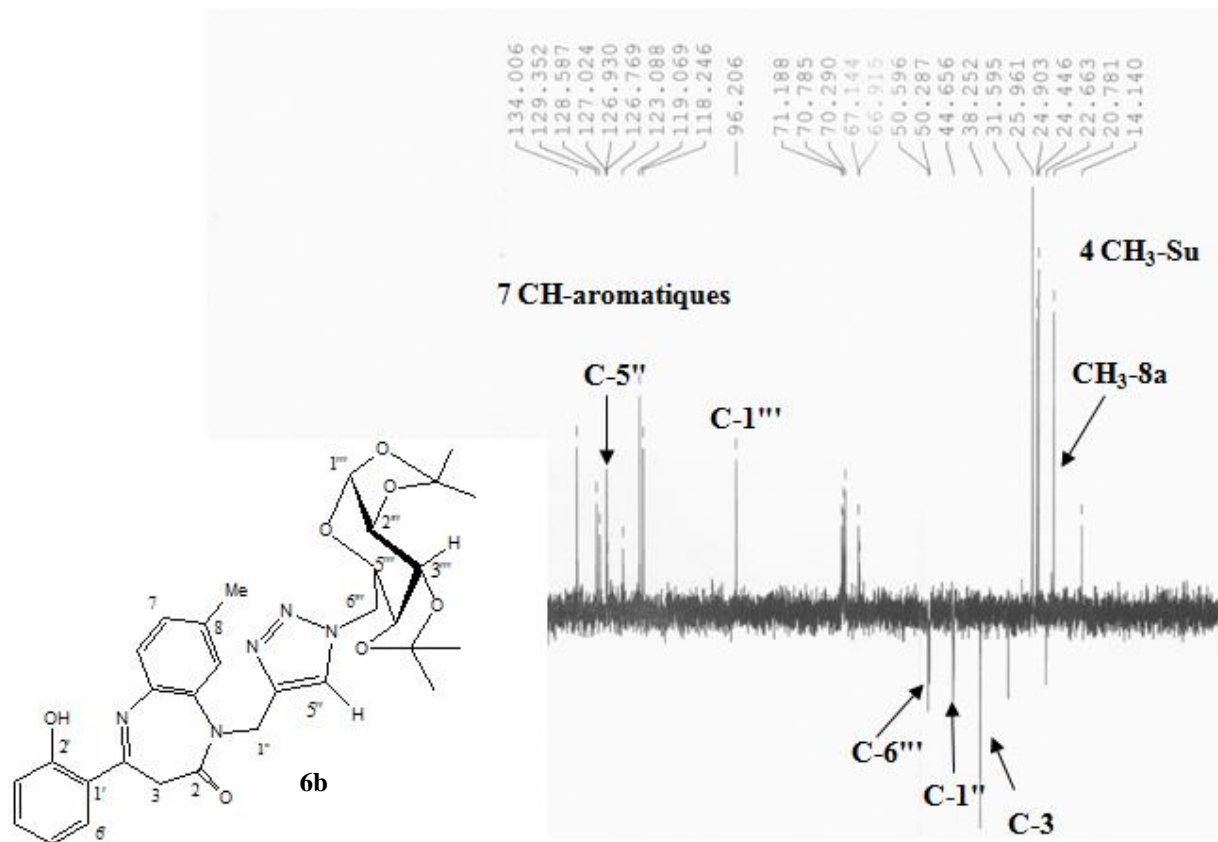 134.006
129.352
128.587
127.024
126.930
126.769
123.088
119.069
118.246
96.206
71.188
70.785
70.290
67.144
66.915
50.596
50.287
44.656
38.252
31.595
25.961
24.903
24.446
22.663
20.781
14.140
4 CH₃-Su
7 CH-aromatiques
C-5"
CH₃-8a
C-1'''
1''' O
O
2'''
O
5''' H
3'''
6'''
Me
7
8
N N
N
N O O
N
OH
5" H
2'
N
1"
6b
1' 3 2 O
6'
C-6'''
C-1"
C-3